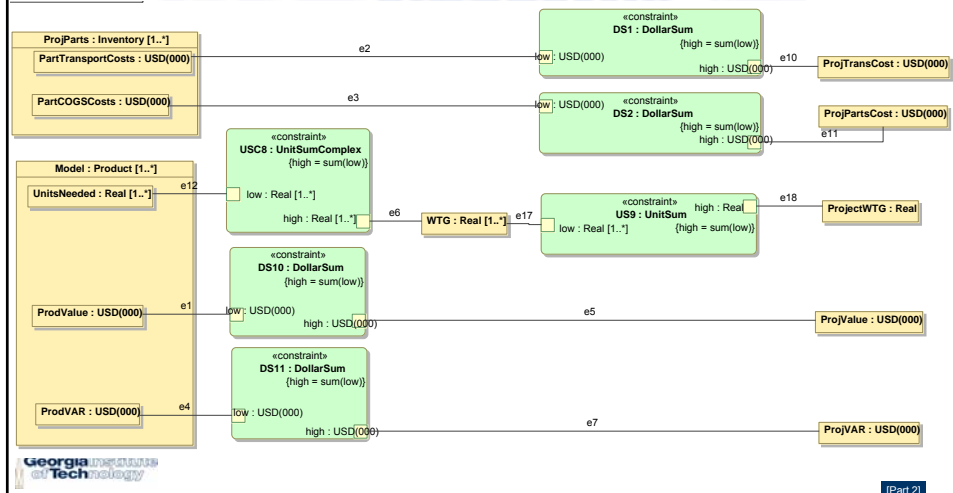 ProjParts : Inventory [1..*]
PartTransportCosts : USD(000)
PartCOGSCosts : USD(000)
e2
«constraint»
DS1 : DollarSum
{high = sum(low)}
low : USD(000)
high : USD(000)
e10
ProjTransCost : USD(000)
e3
«constraint»
DS2 : DollarSum
{high = sum(low)}
low : USD(000)
high : USD(000)
e11
ProjPartsCost : USD(000)
Model : Product [1..*]
UnitsNeeded : Real [1..*]
e12
«constraint»
USC8 : UnitSumComplex
{high = sum(low)}
low : Real [1..*]
high : Real [1..*]
e6
WTG : Real [1..*]
e17
«constraint»
US9 : UnitSum
{high = sum(low)}
low : Real [1..*]
high : Real
e18
ProjectWTG : Real
ProdValue : USD(000)
e1
«constraint»
DS10 : DollarSum
{high = sum(low)}
low : USD(000)
high : USD(000)
e5
ProjValue : USD(000)
ProdVAR : USD(000)
e4
«constraint»
DS11 : DollarSum
{high = sum(low)}
low : USD(000)
high : USD(000)
e7
ProjVAR : USD(000)
Georgia Institute
of Technology
[Part 2]